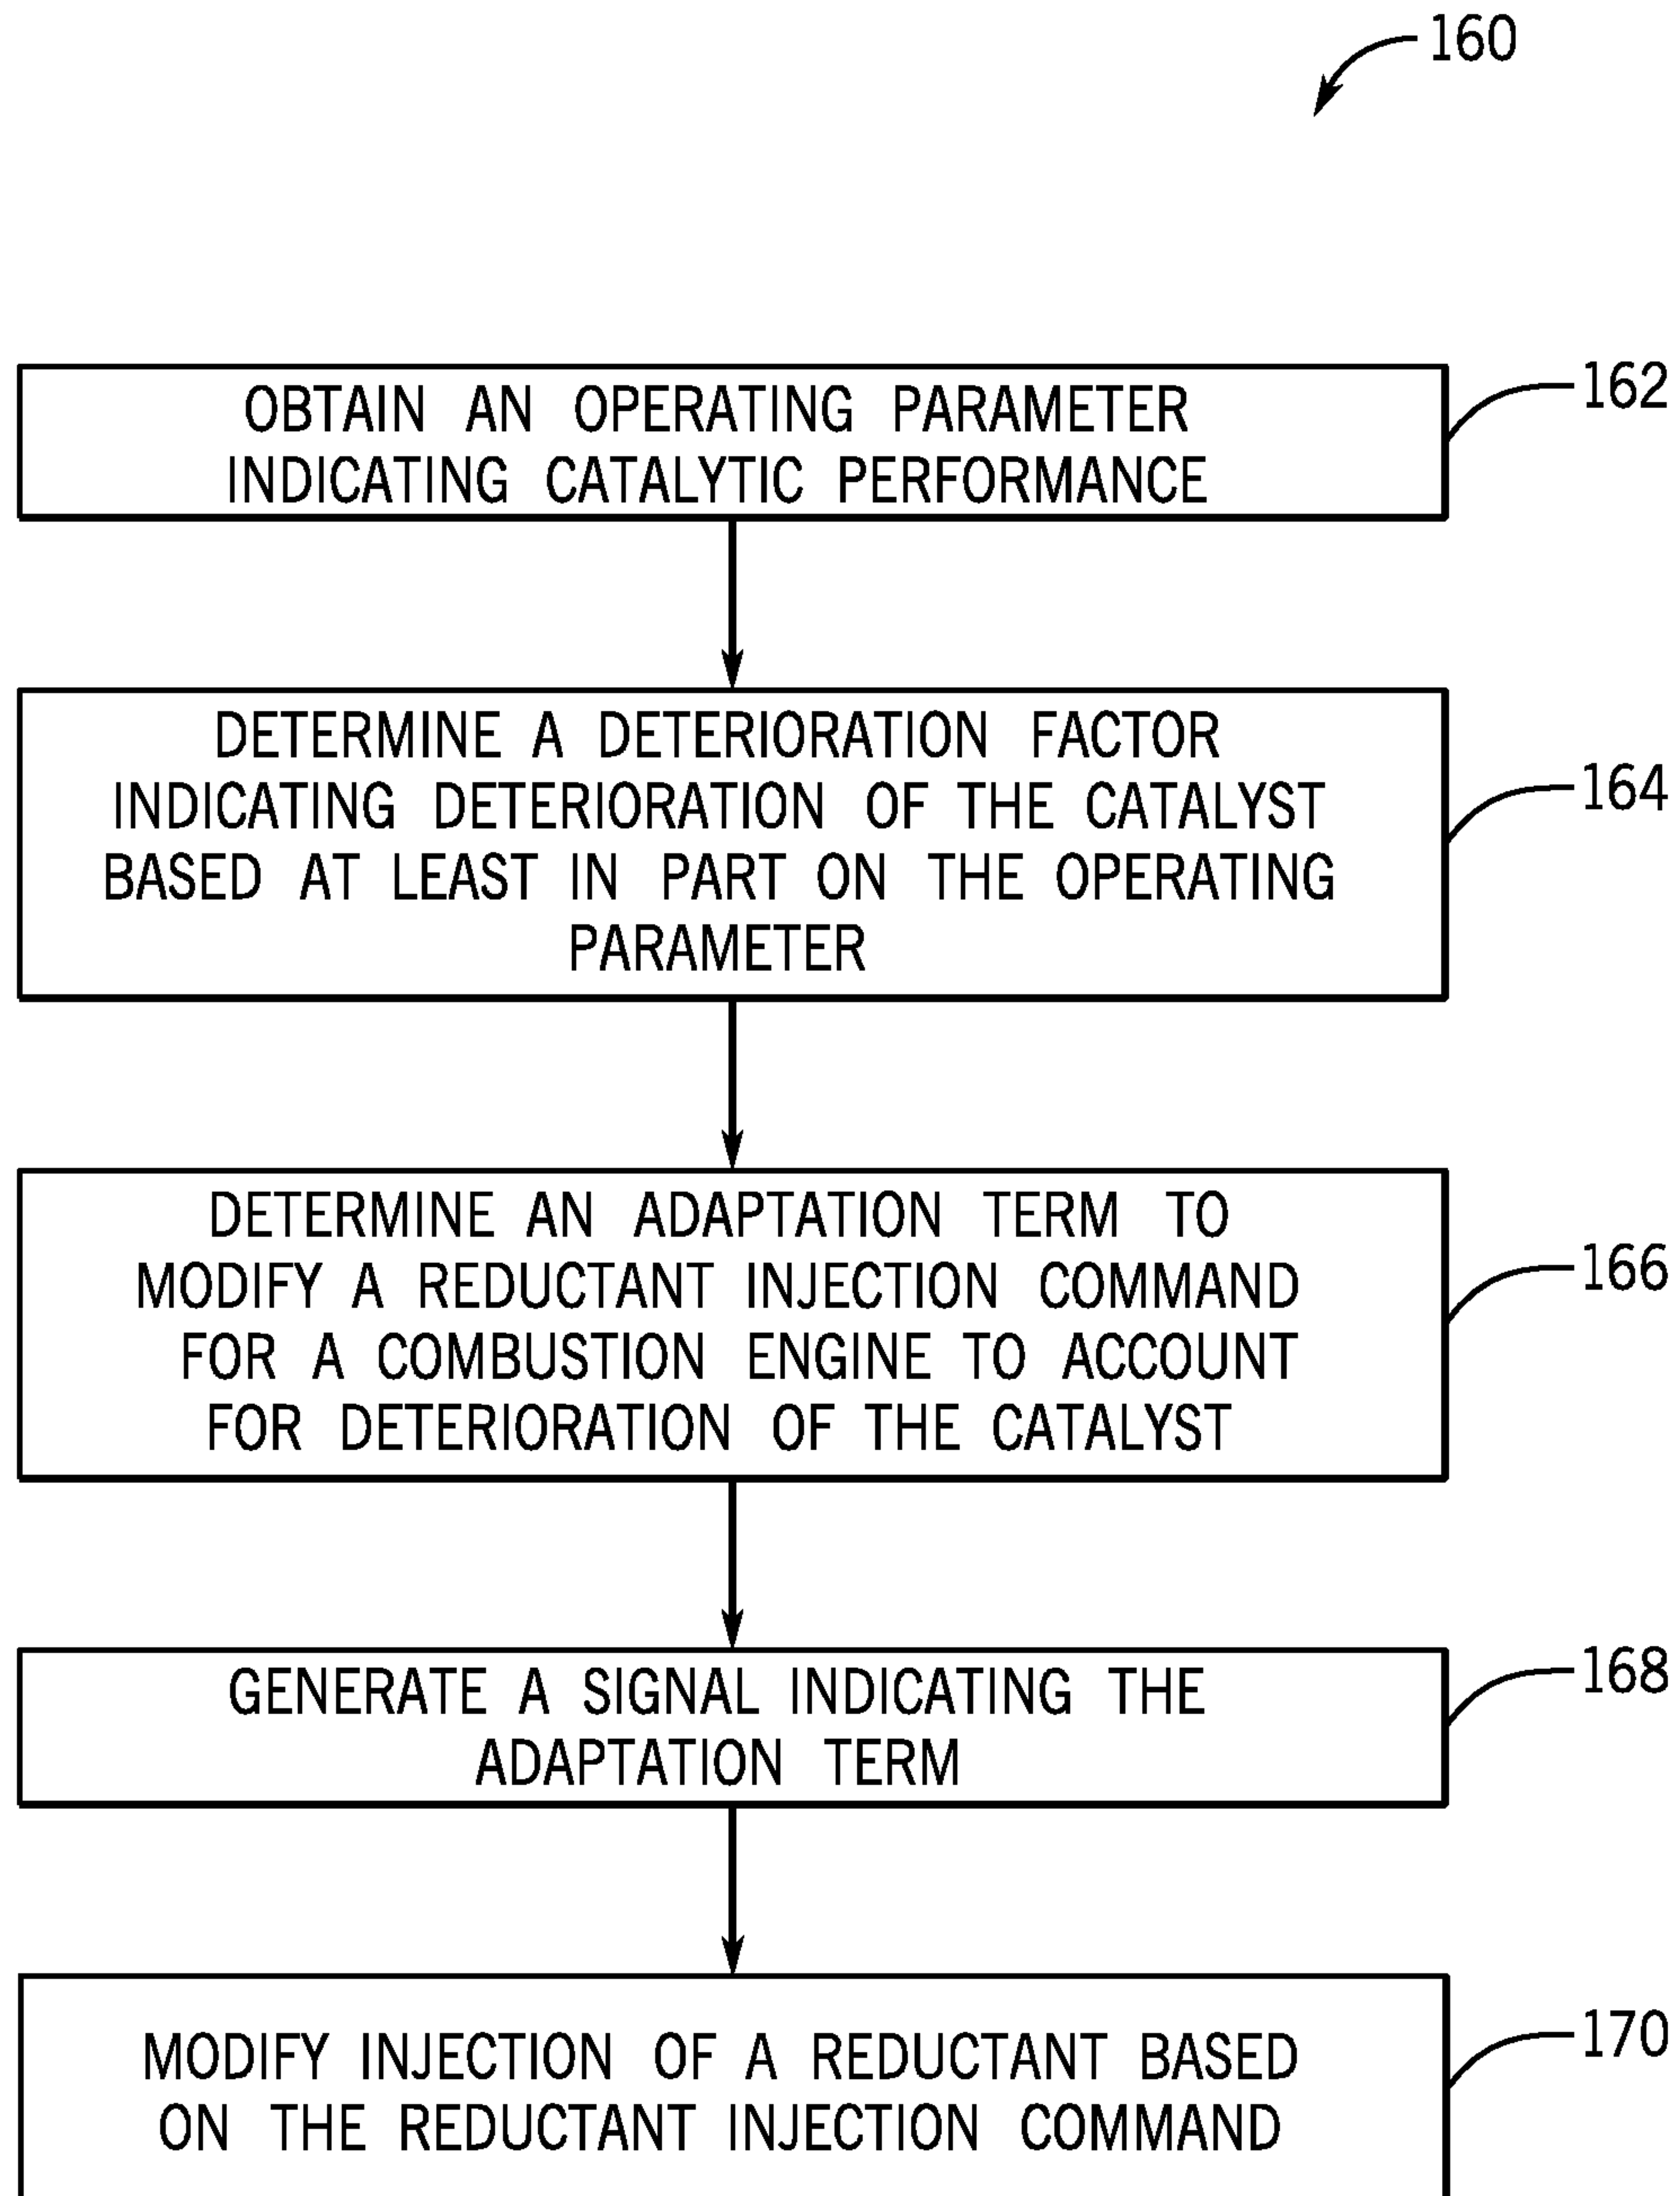 160
OBTAIN AN OPERATING PARAMETER
INDICATING CATALYTIC PERFORMANCE
162
DETERMINE A DETERIORATION FACTOR
INDICATING DETERIORATION OF THE CATALYST
BASED AT LEAST IN PART ON THE OPERATING
PARAMETER
164
DETERMINE AN ADAPTATION TERM TO
MODIFY A REDUCTANT INJECTION COMMAND
FOR A COMBUSTION ENGINE TO ACCOUNT
FOR DETERIORATION OF THE CATALYST
166
GENERATE A SIGNAL INDICATING THE
ADAPTATION TERM
168
MODIFY INJECTION OF A REDUCTANT BASED
ON THE REDUCTANT INJECTION COMMAND
170